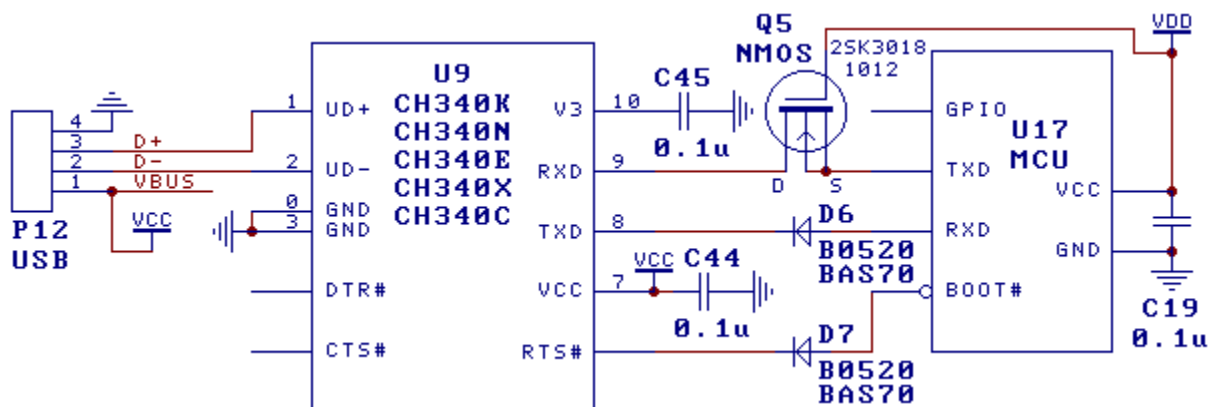 Q5
NMOS
2SK3018
1012
VDD
U9
CH340K
CH340N
CH340E
CH340X
CH340C
1
UD+
2
UD-
0
GND
3
GND
DTR#
CTS#
V3
10
RXD
9
TXD
8
VCC
7
RTS#
4
3
D+
2
D-
1
VBUS
VCC
P12
USB
C45
0.1u
D
S
VCC
C44
0.1u
D6
B0520
BAS70
D7
B0520
BAS70
GPIO
U17
MCU
TXD
VCC
RXD
GND
BOOT#
C19
0.1u